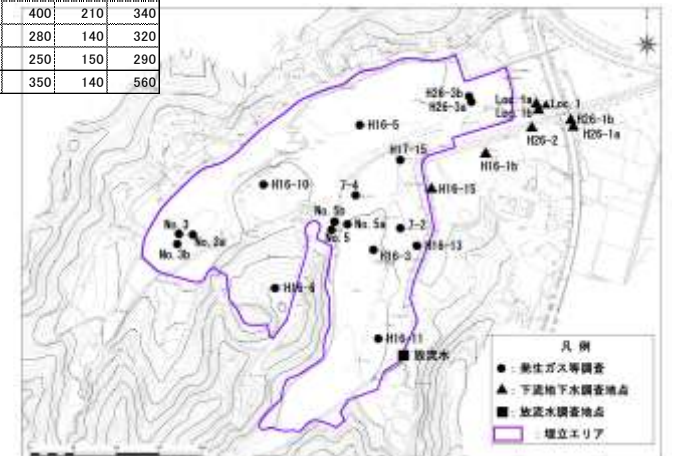 400 210 340
280 140 320
250 150 290
350 140 560
H26-3b
H26-3a
Loc.1a
Loc.1
Loc.1b
H26-1b
H26-1a
H26-2
H16-5
H17-15
H16-1b
H16-10
7-4
H16-15
No.5b
No.5a
No.5
7-2
No.3
No.3a
No.3b
H16-3
H16-13
H16-6
H16-11
放流水
凡例
●：発生ガス等調査
▲：下流地下水調査地点
■：放流水調査地点
：埋立エリア